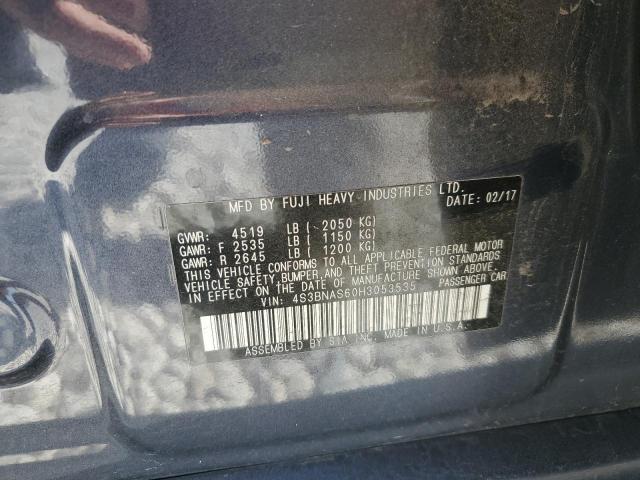 MFD BY FUJI HEAVY INDUSTRIES LTD.
DATE: 02/17
GVWR: 4519 LB ( 2050 KG)
GAWR: F 2535 LB ( 1150 KG)
GAWR: R 2645 LB ( 1200 KG)
THIS VEHICLE CONFORMS TO ALL APPLICABLE FEDERAL MOTOR
VEHICLE SAFETY, BUMPER, AND THEFT PREVENTION STANDARDS
IN EFFECT ON THE DATE OF MANUFACTURE SHOWN ABOVE.
VIN: 4S3BNAS60H3053535 PASSENGER CAR
ASSEMBLED BY SIA, INC. MADE IN U.S.A.